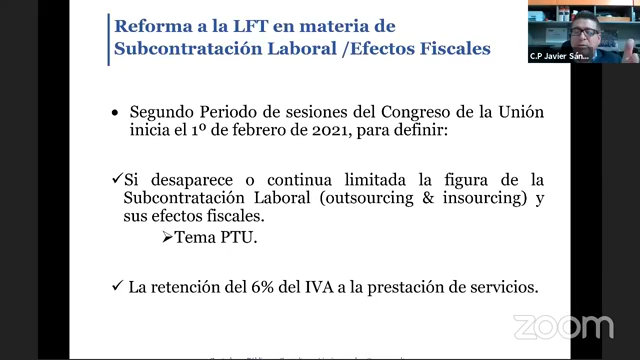 Reforma a la LFT en materia de
Subcontratación Laboral /Efectos Fiscales
C.P Javier Sán...
• Segundo Periodo de sesiones del Congreso de la Unión
inicia el 1º de febrero de 2021, para definir:
✓Si desaparece o continua limitada la figura de la
Subcontratación Laboral (outsourcing & insourcing) y
sus efectos fiscales.
➢Tema PTU.
✓ La retención del 6% del IVA a la prestación de servicios.
zoom